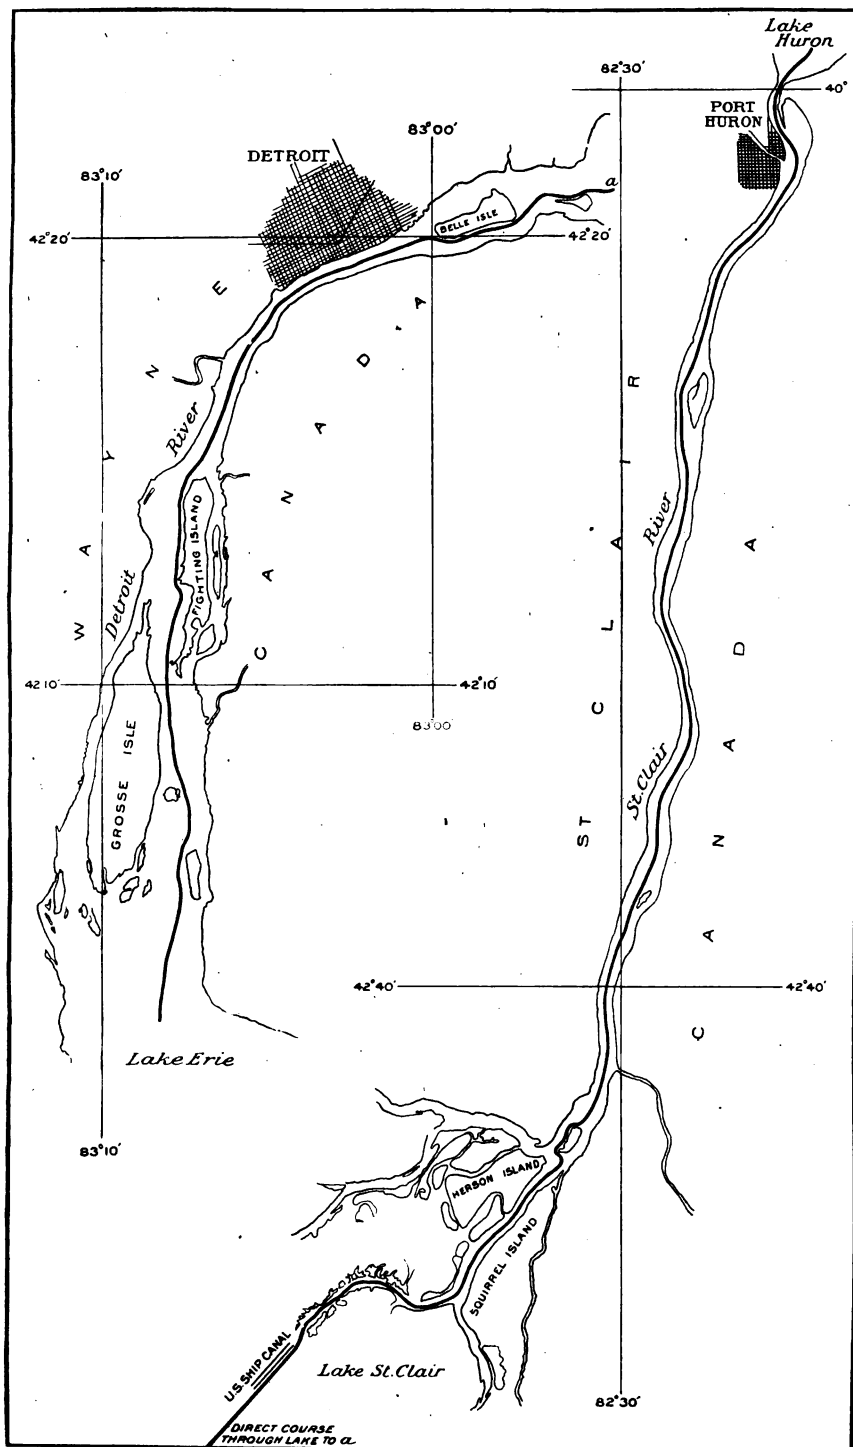 Lake
Huron
82°30'
40°
PORT
HURON
83°00'
DETROIT
83°10'
a
BELLE ISLE
42°20'
42°20'
WAYNE
CANADA
River
Detroit
FIGHTING ISLAND
ST CLAIR
River
St. Clair
CANADA
42°10'
42°10'
83°00'
GROSSE ISLE
42°40'
42°40'
Lake Erie
83°10'
HERSON ISLAND
SQUIRREL ISLAND
U.S. SHIP CANAL
Lake St. Clair
82°30'
DIRECT COURSE
THROUGH LAKE TO a